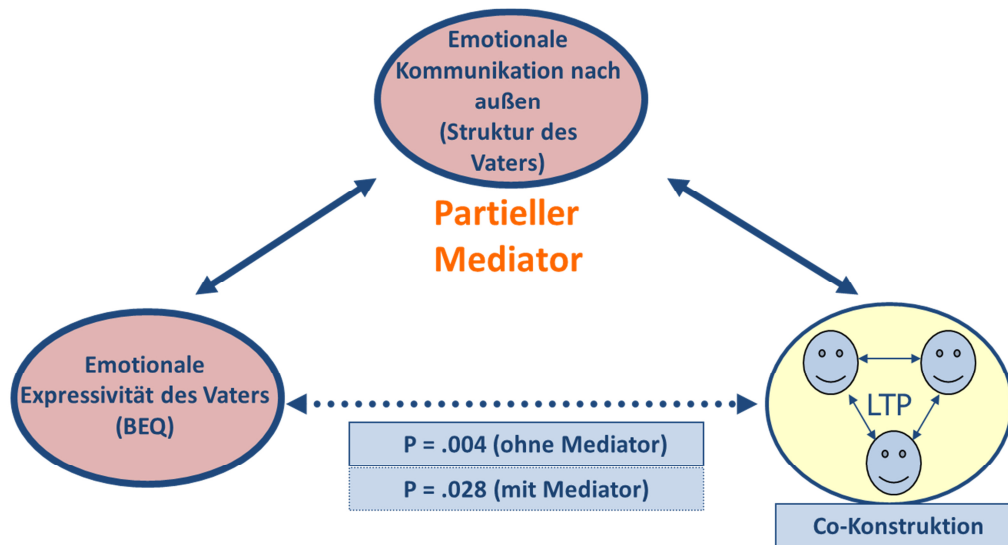 Emotionale
Kommunikation nach
außen
(Struktur des
Vaters)
Partieller
Mediator
Emotionale
Expressivität des Vaters
(BEQ)
LTP
P = .004 (ohne Mediator)
P = .028 (mit Mediator)
Co-Konstruktion